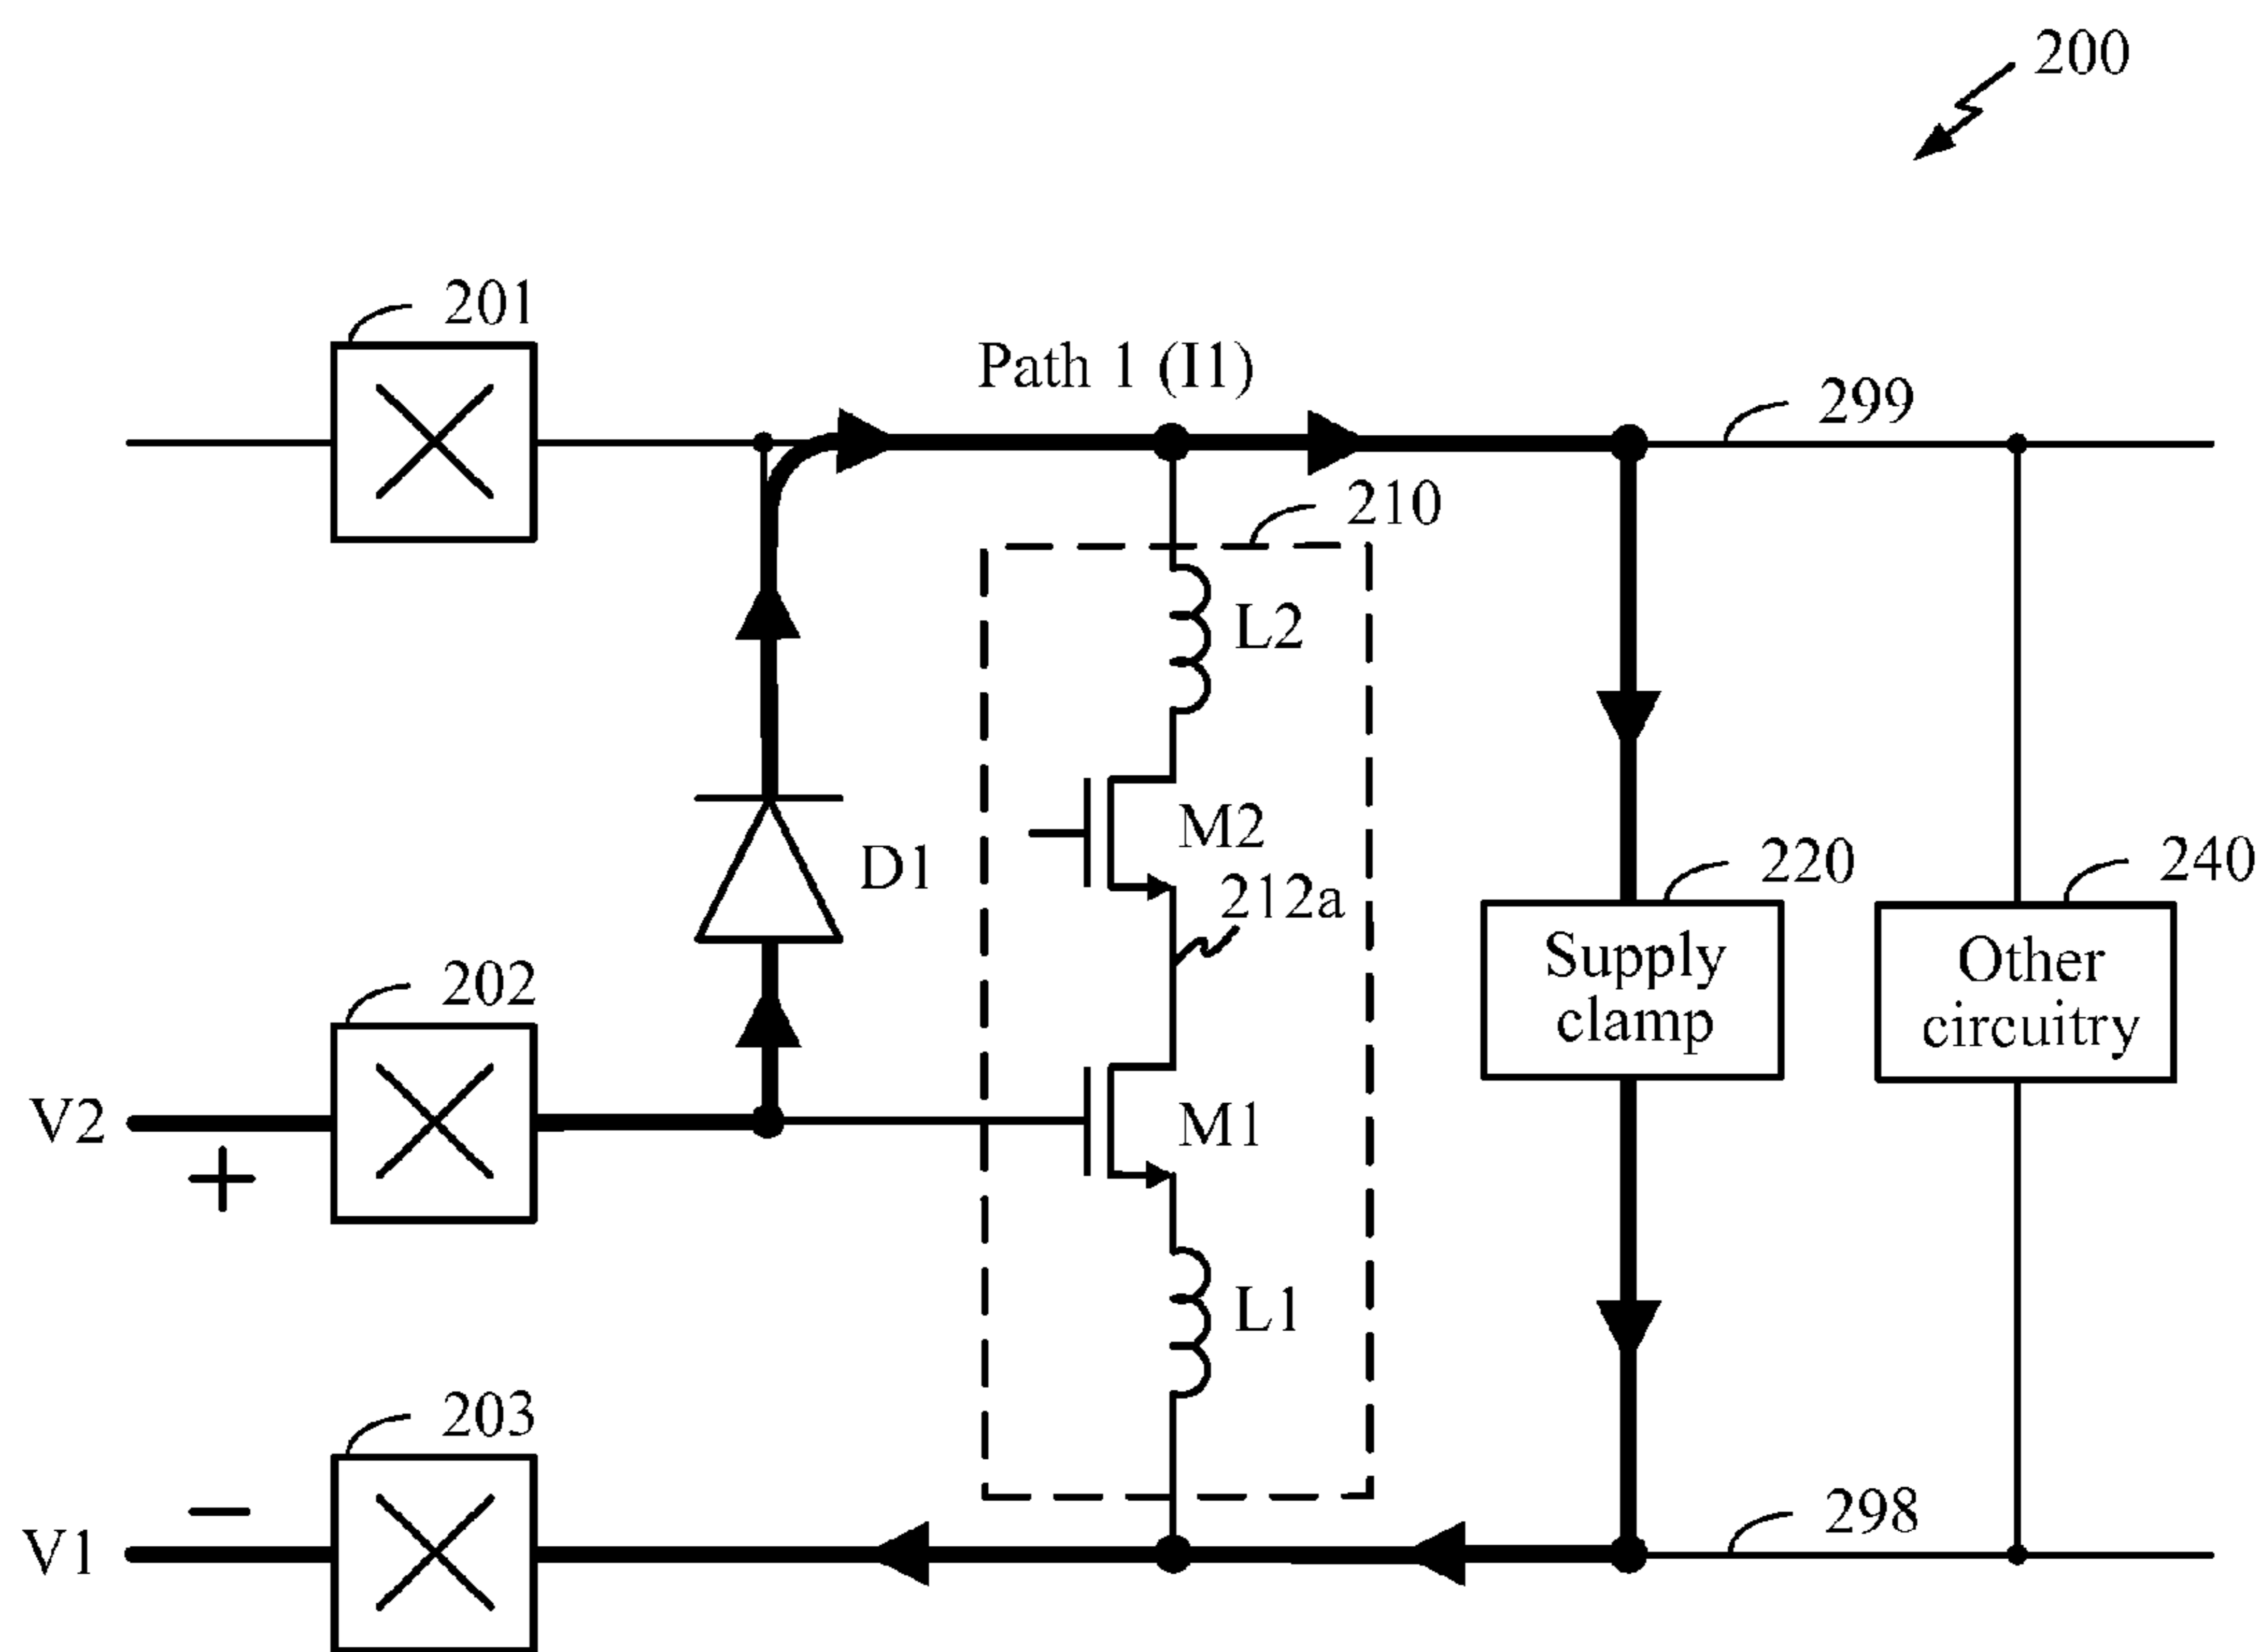 200
201
Path 1 (I1)
299
210
L2
M2
D1
212a
220
240
Supply
clamp
Other
circuitry
202
V2
+
M1
L1
203
−
V1
298